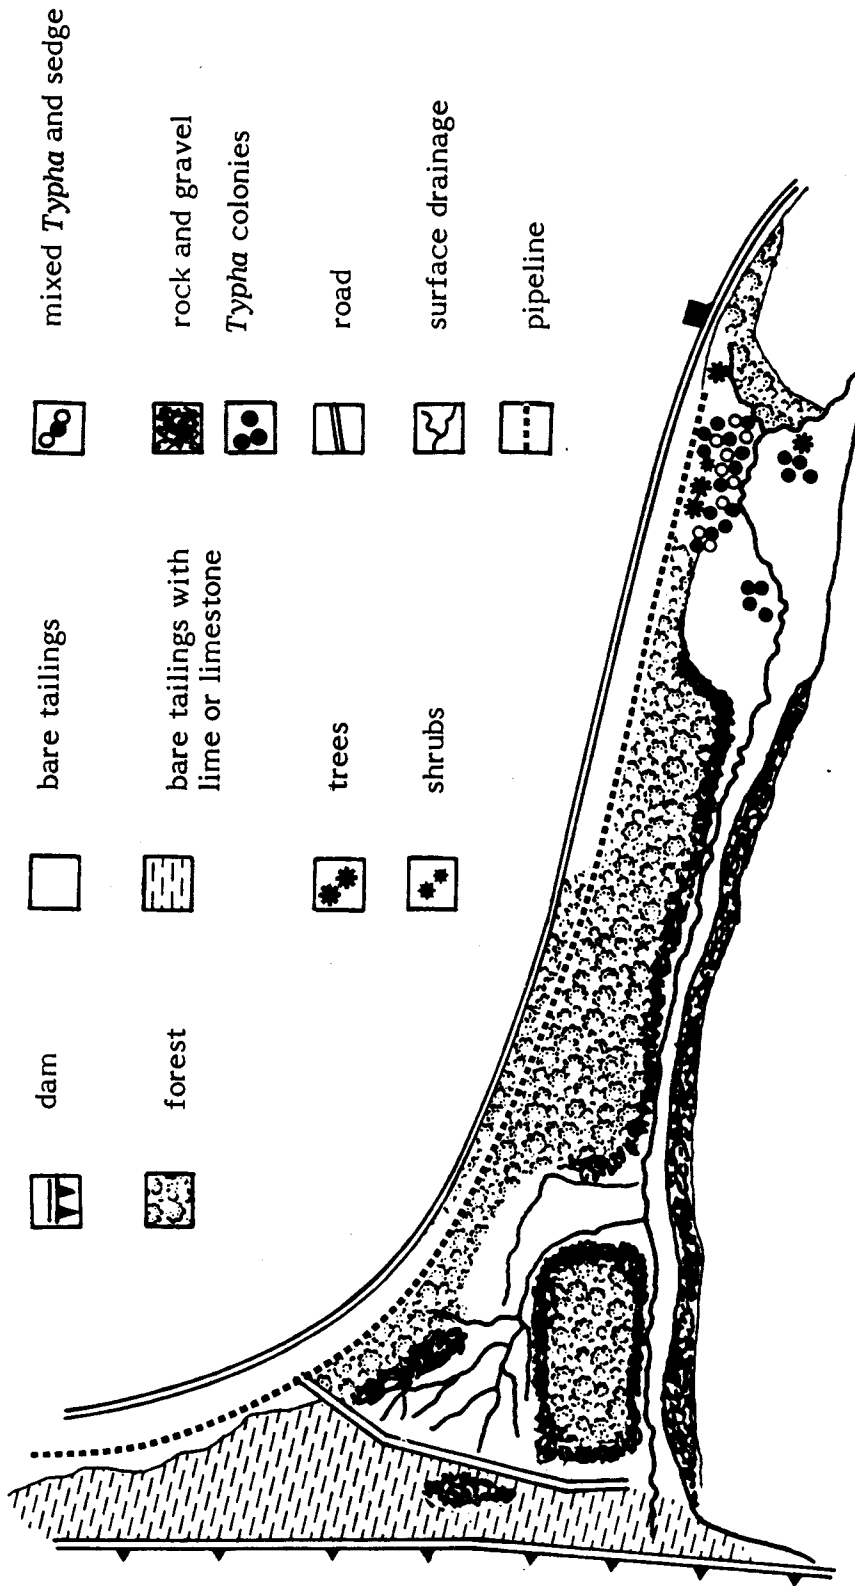 dam
forest
bare tailings
bare tailings with
lime or limestone
trees
shrubs
mixed Typha and sedge
rock and gravel
Typha colonies
road
surface drainage
pipeline